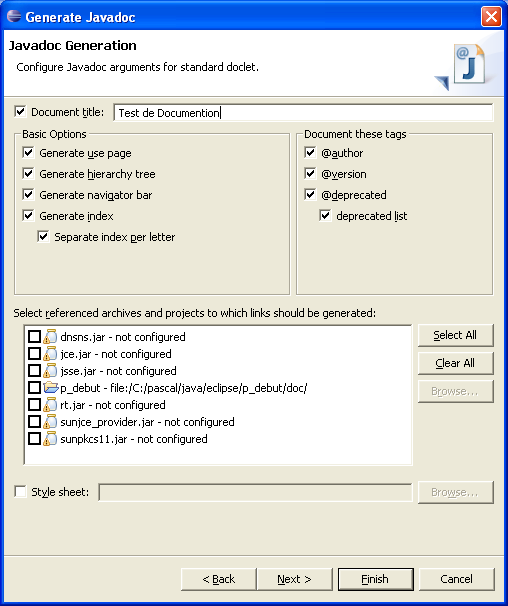 Generate Javadoc
Javadoc Generation
Configure Javadoc arguments for standard doclet.
@
J
Document title: Test de Documention
Basic Options
Generate use page
Generate hierarchy tree
Generate navigator bar
Generate index
Separate index per letter
Document these tags
@author
@version
@deprecated
deprecated list
Select referenced archives and projects to which links should be generated:
dnsns.jar - not configured
jce.jar - not configured
jsse.jar - not configured
p_debut - file:/C:/pascal/java/eclipse/p_debut/doc/
rt.jar - not configured
sunjce_provider.jar - not configured
sunpkcs11.jar - not configured
Select All
Clear All
Browse...
Style sheet:
Browse...
< Back
Next >
Finish
Cancel